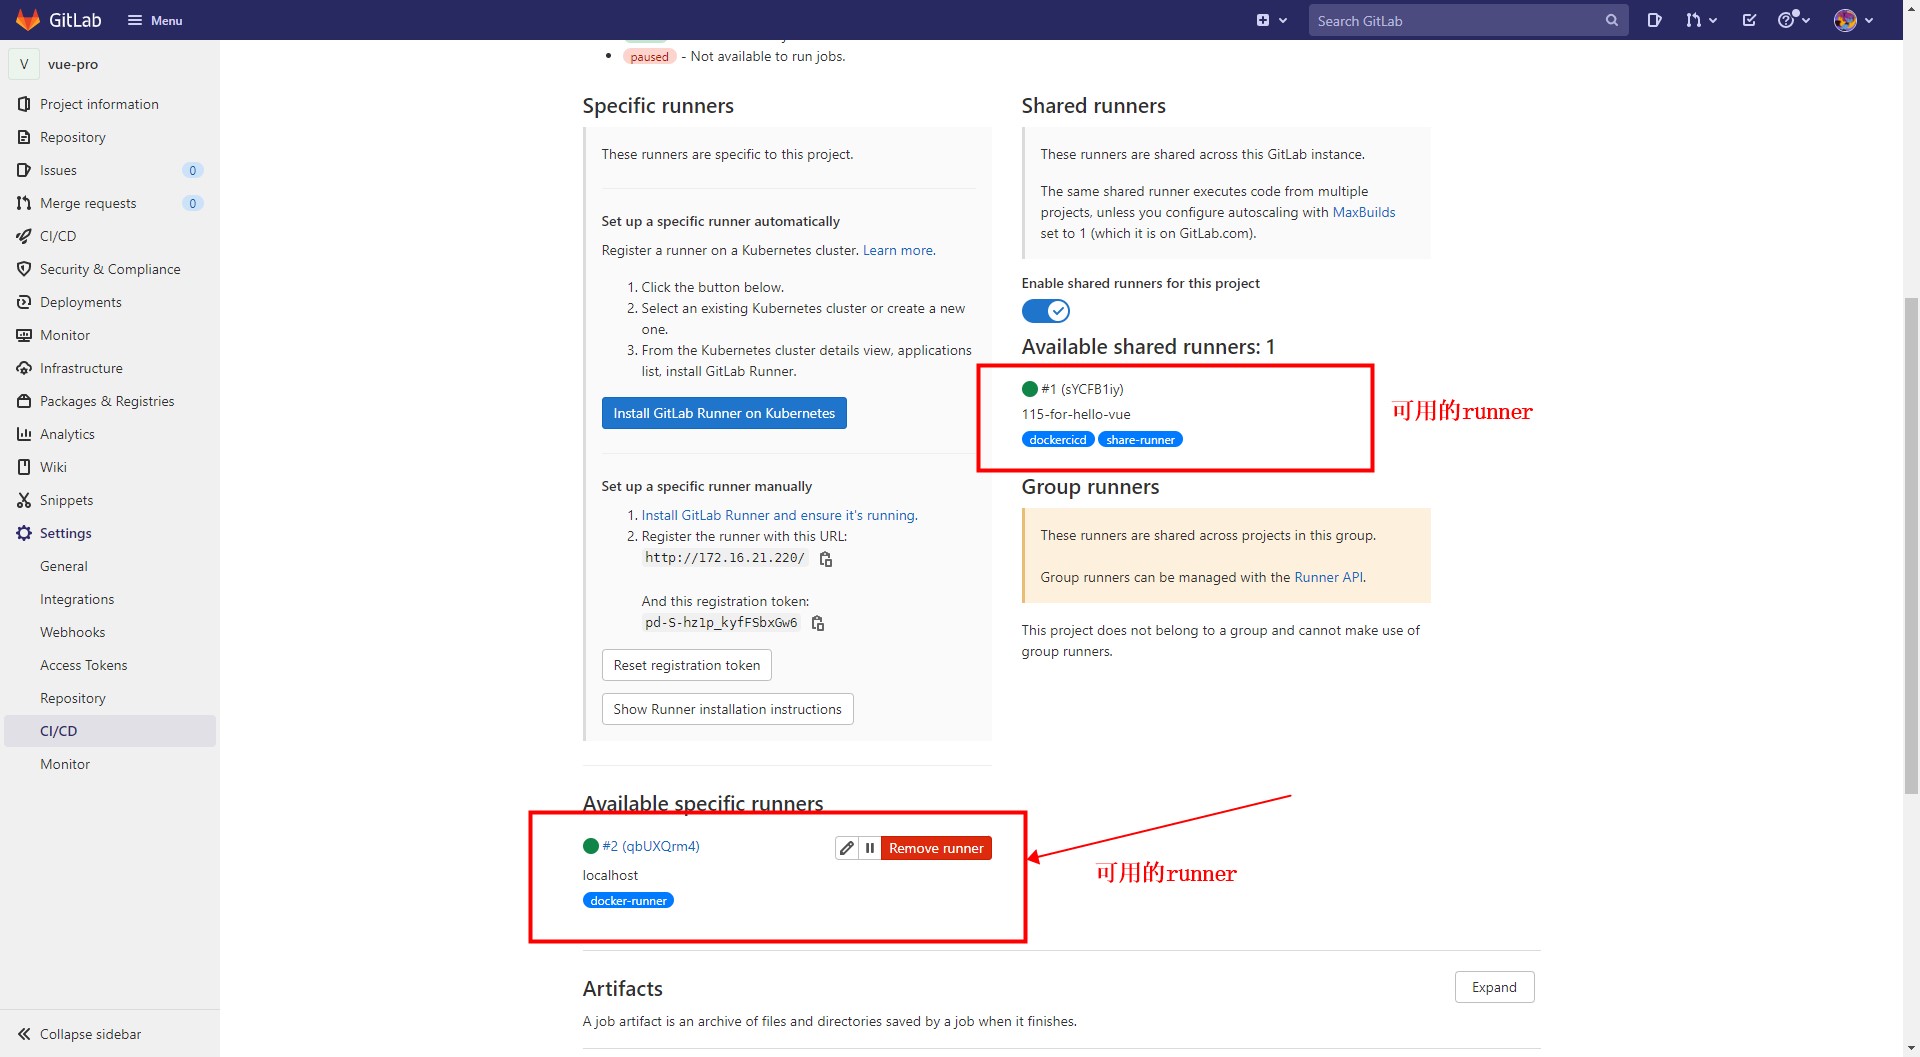 GitLab
Menu
Search GitLab
V
vue-pro
Project information
Repository
Issues
0
Merge requests
0
CI/CD
Security & Compliance
Deployments
Monitor
Infrastructure
Packages & Registries
Analytics
Wiki
Snippets
Settings
General
Integrations
Webhooks
Access Tokens
Repository
CI/CD
Monitor
Collapse sidebar
paused - Not available to run jobs.
Specific runners
These runners are specific to this project.
Set up a specific runner automatically
Register a runner on a Kubernetes cluster. Learn more.
1. Click the button below.
2. Select an existing Kubernetes cluster or create a new
one.
3. From the Kubernetes cluster details view, applications
list, install GitLab Runner.
Install GitLab Runner on Kubernetes
Set up a specific runner manually
1. Install GitLab Runner and ensure it's running.
2. Register the runner with this URL:
http://172.16.21.220/
And this registration token:
pd-S-hz1p_kyfFSbxGw6
Reset registration token
Show Runner installation instructions
Available specific runners
#2 (qbUXQrm4)
Remove runner
localhost
docker-runner
可用的runner
Shared runners
These runners are shared across this GitLab instance.
The same shared runner executes code from multiple
projects, unless you configure autoscaling with MaxBuilds
set to 1 (which it is on GitLab.com).
Enable shared runners for this project
Available shared runners: 1
#1 (sYCFB1iy)
115-for-hello-vue
dockercicd share-runner
可用的runner
Group runners
These runners are shared across projects in this group.
Group runners can be managed with the Runner API.
This project does not belong to a group and cannot make use of
group runners.
Artifacts
Expand
A job artifact is an archive of files and directories saved by a job when it finishes.